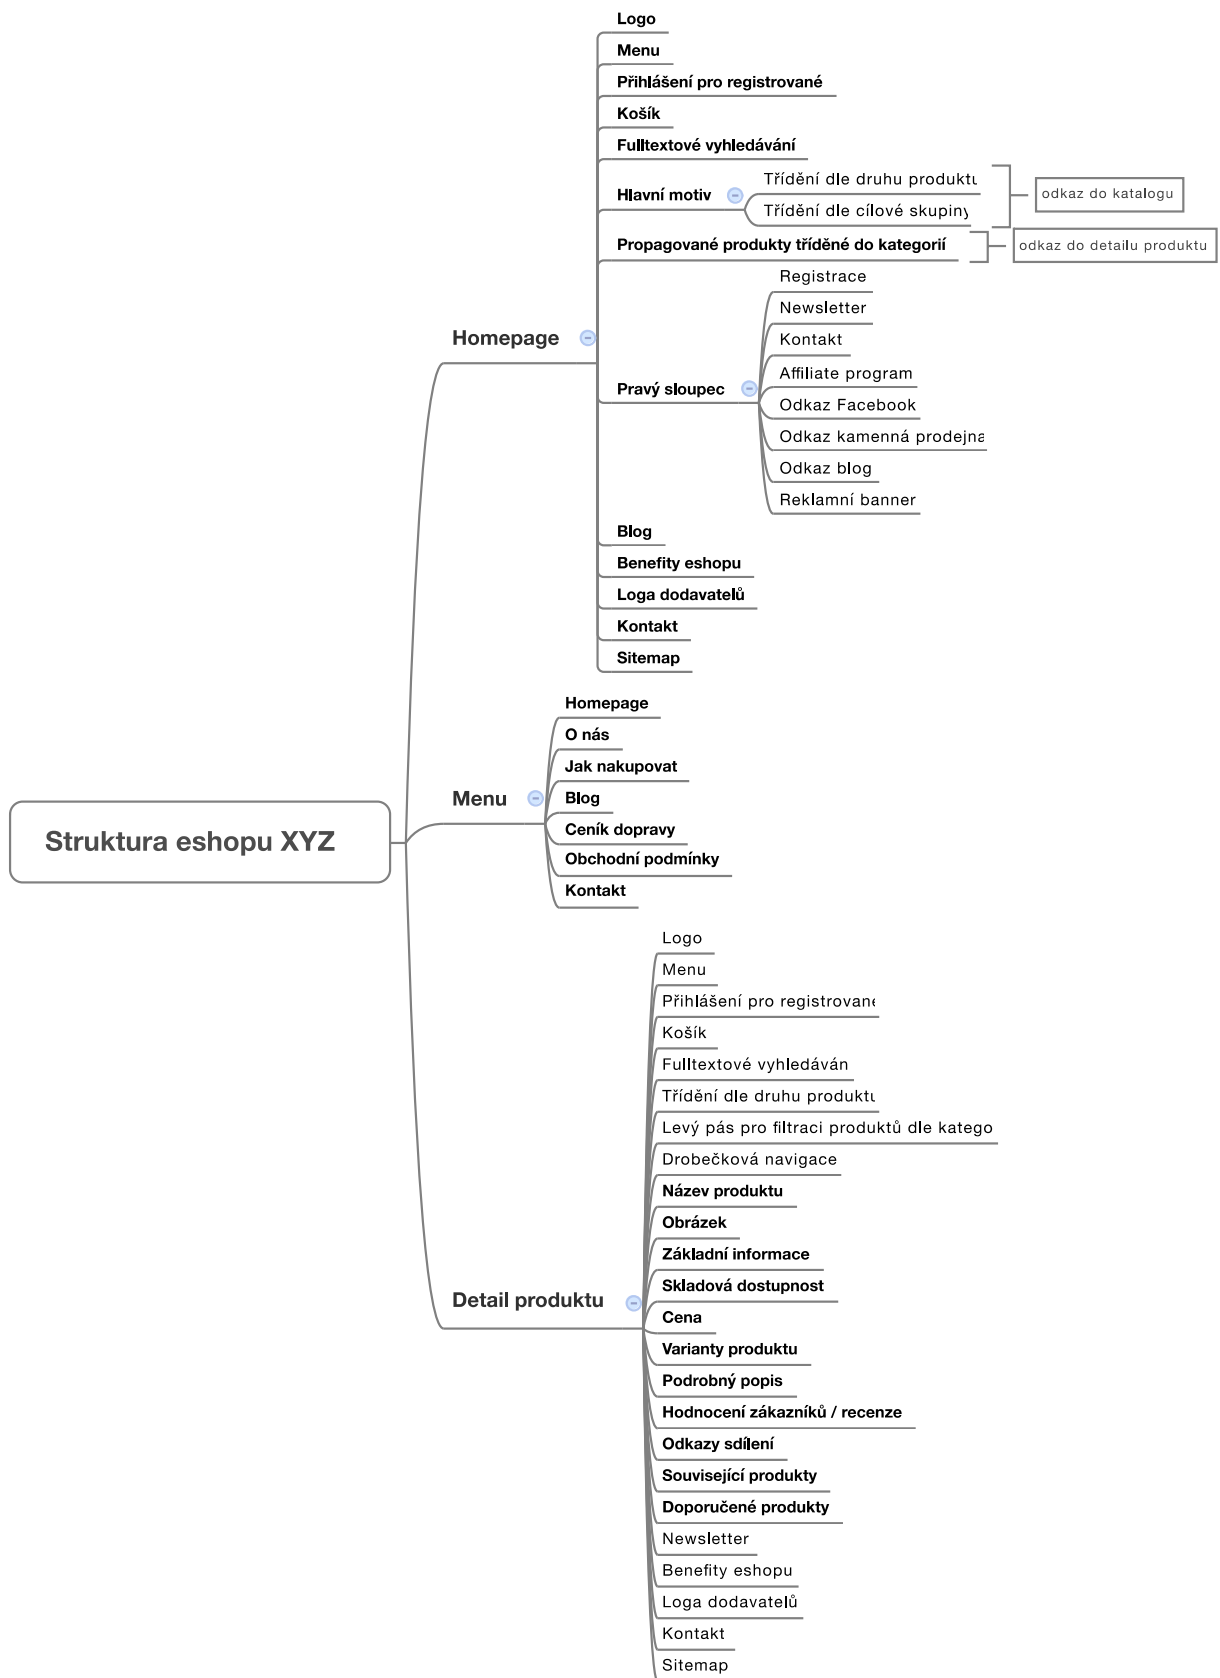 Logo
Menu
Přihlášení pro registrované
Košík
Fulltextové vyhledávání
Hlavní motiv
Třídění dle druhu produktu
Třídění dle cílové skupiny
odkaz do katalogu
Propagované produkty tříděné do kategorií
odkaz do detailu produktu
Homepage
Pravý sloupec
Registrace
Newsletter
Kontakt
Affiliate program
Odkaz Facebook
Odkaz kamenná prodejna
Odkaz blog
Reklamní banner
Blog
Benefity eshopu
Loga dodavatelů
Kontakt
Sitemap
Struktura eshopu XYZ
Menu
Homepage
O nás
Jak nakupovat
Blog
Ceník dopravy
Obchodní podmínky
Kontakt
Detail produktu
Logo
Menu
Přihlášení pro registrované
Košík
Fulltextové vyhledáván
Třídění dle druhu produktu
Levý pás pro filtraci produktů dle katego
Drobečková navigace
Název produktu
Obrázek
Základní informace
Skladová dostupnost
Cena
Varianty produktu
Podrobný popis
Hodnocení zákazníků / recenze
Odkazy sdílení
Související produkty
Doporučené produkty
Newsletter
Benefity eshopu
Loga dodavatelů
Kontakt
Sitemap